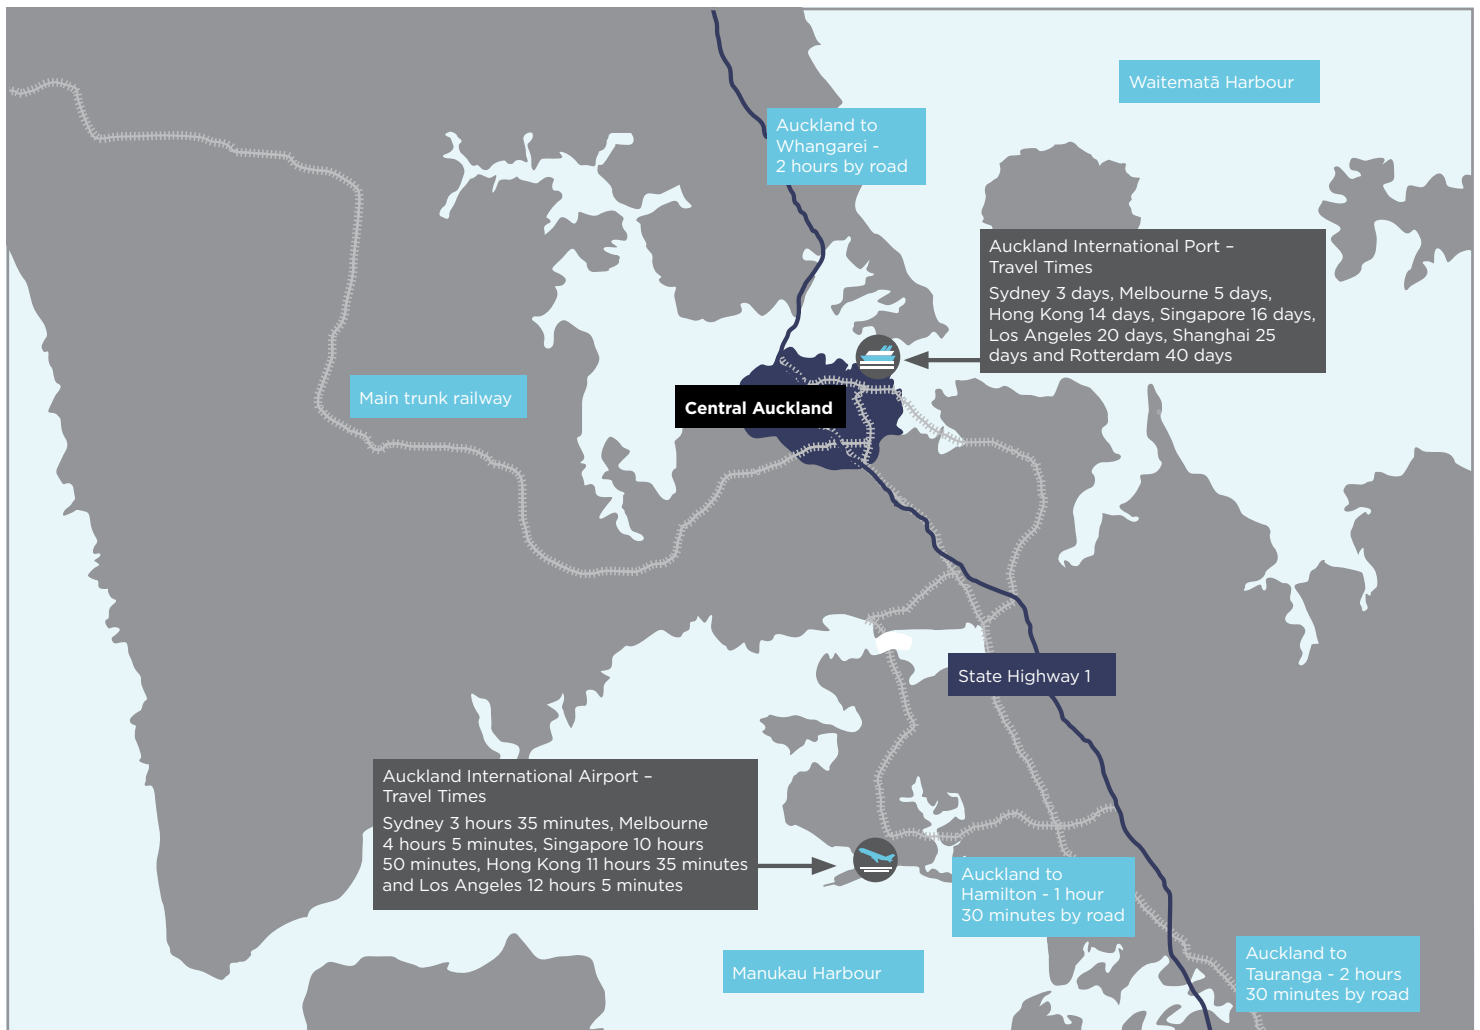 Waitematā Harbour
Auckland to
Whangarei -
2 hours by road
Auckland International Port –
Travel Times
Sydney 3 days, Melbourne 5 days,
Hong Kong 14 days, Singapore 16 days,
Los Angeles 20 days, Shanghai 25
days and Rotterdam 40 days
Main trunk railway
Central Auckland
State Highway 1
Auckland International Airport –
Travel Times
Sydney 3 hours 35 minutes, Melbourne
4 hours 5 minutes, Singapore 10 hours
50 minutes, Hong Kong 11 hours 35 minutes
and Los Angeles 12 hours 5 minutes
Auckland to
Hamilton - 1 hour
30 minutes by road
Manukau Harbour
Auckland to
Tauranga - 2 hours
30 minutes by road